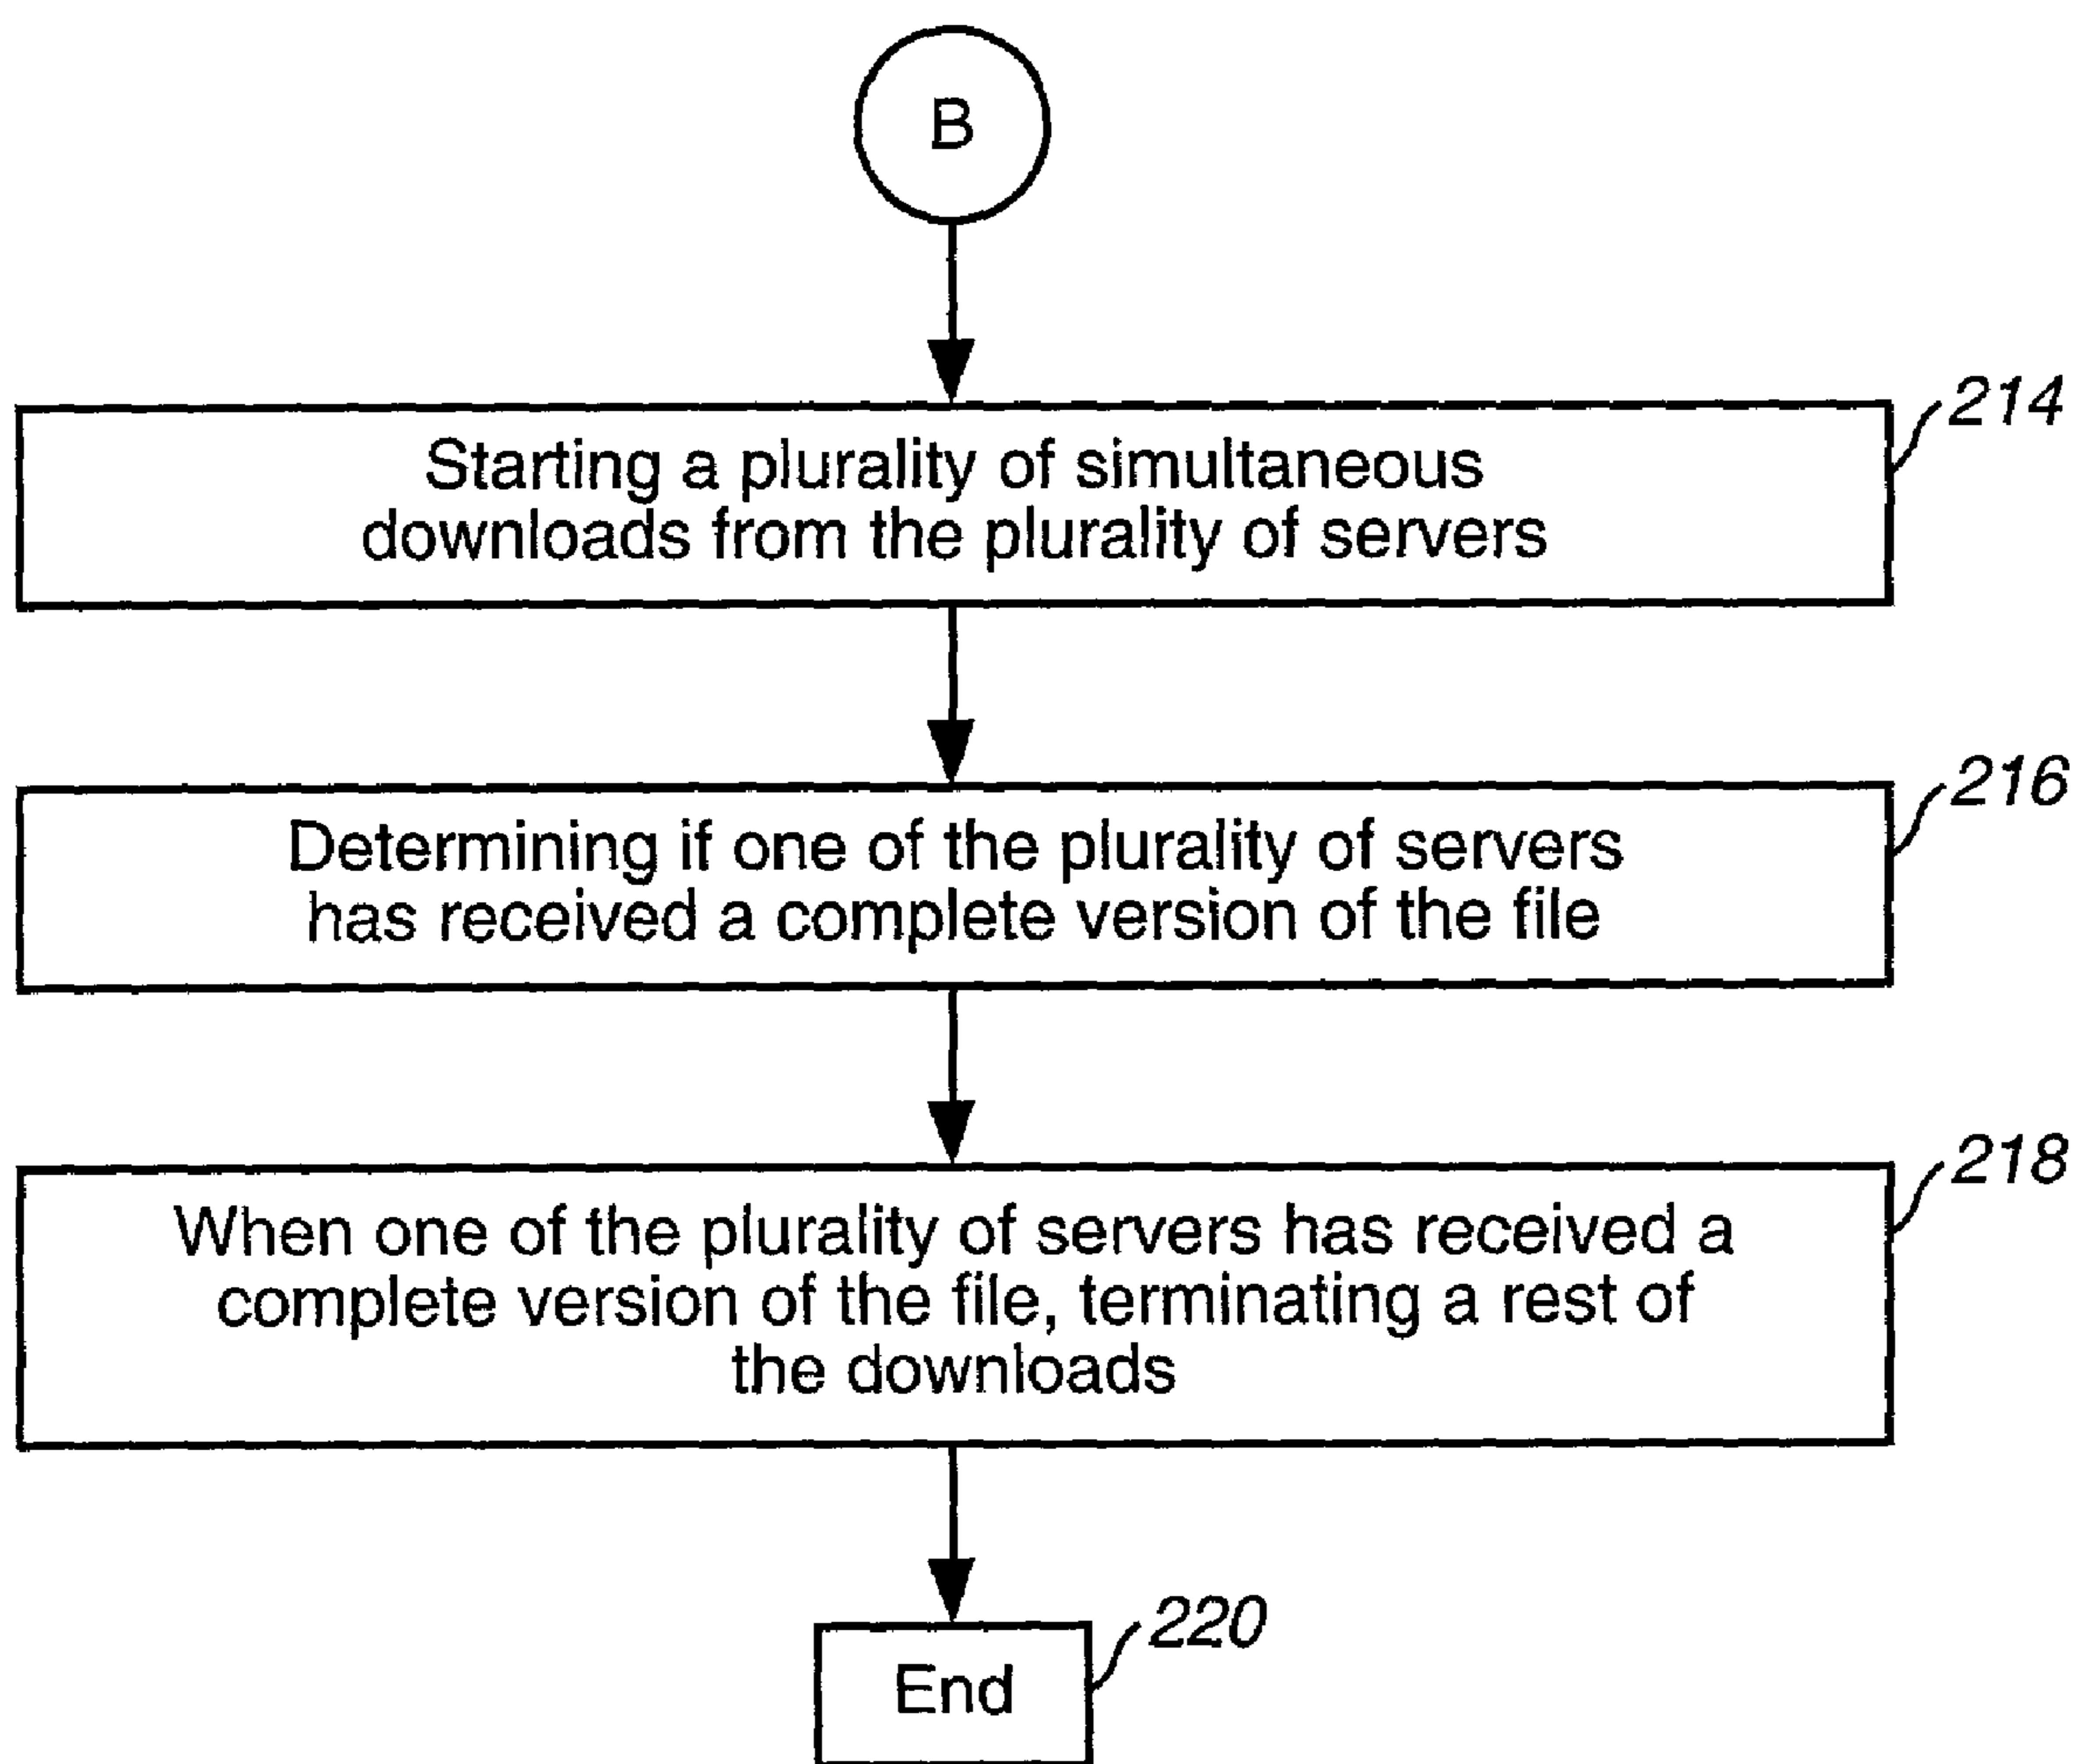 B
214
Starting a plurality of simultaneous
downloads from the plurality of servers
216
Determining if one of the plurality of servers
has received a complete version of the file
218
When one of the plurality of servers has received a
complete version of the file, terminating a rest of
the downloads
220
End